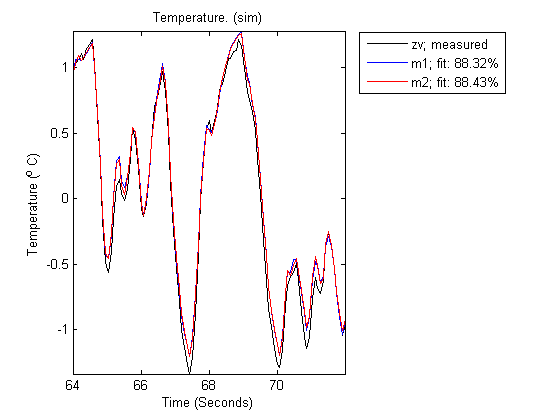 Temperature. (sim)
zv; measured
m1; fit: 88.32%
m2; fit: 88.43%
Temperature (º C)
1
0.5
0
-0.5
-1
64
66
68
70
Time (Seconds)